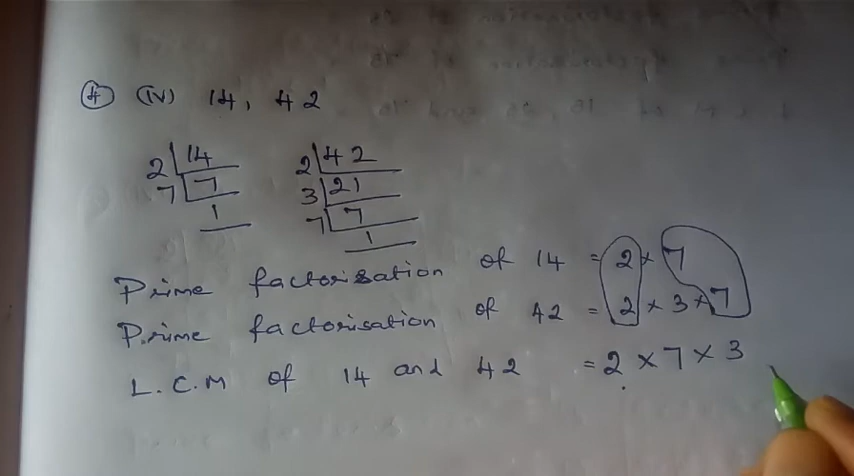 4 (iv) 14, 42
2 | 14 2 | 42
7 | 7 3 | 21
1 7 | 7
1
Prime factorisation of 14 = 2 × 7
Prime factorisation of 42 = 2 × 3 × 7
L.C.M of 14 and 42 = 2 × 7 × 3